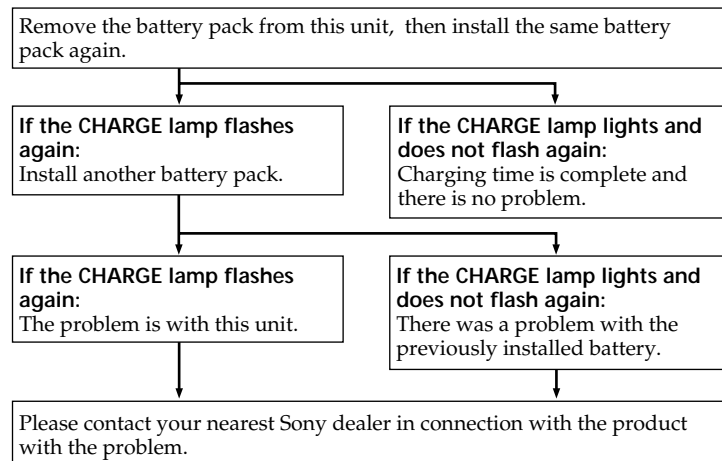 Remove the battery pack from this unit, then install the same battery
pack again.
If the CHARGE lamp flashes
again:
Install another battery pack.
If the CHARGE lamp lights and
does not flash again:
Charging time is complete and
there is no problem.
If the CHARGE lamp flashes
again:
The problem is with this unit.
If the CHARGE lamp lights and
does not flash again:
There was a problem with the
previously installed battery.
Please contact your nearest Sony dealer in connection with the product
with the problem.